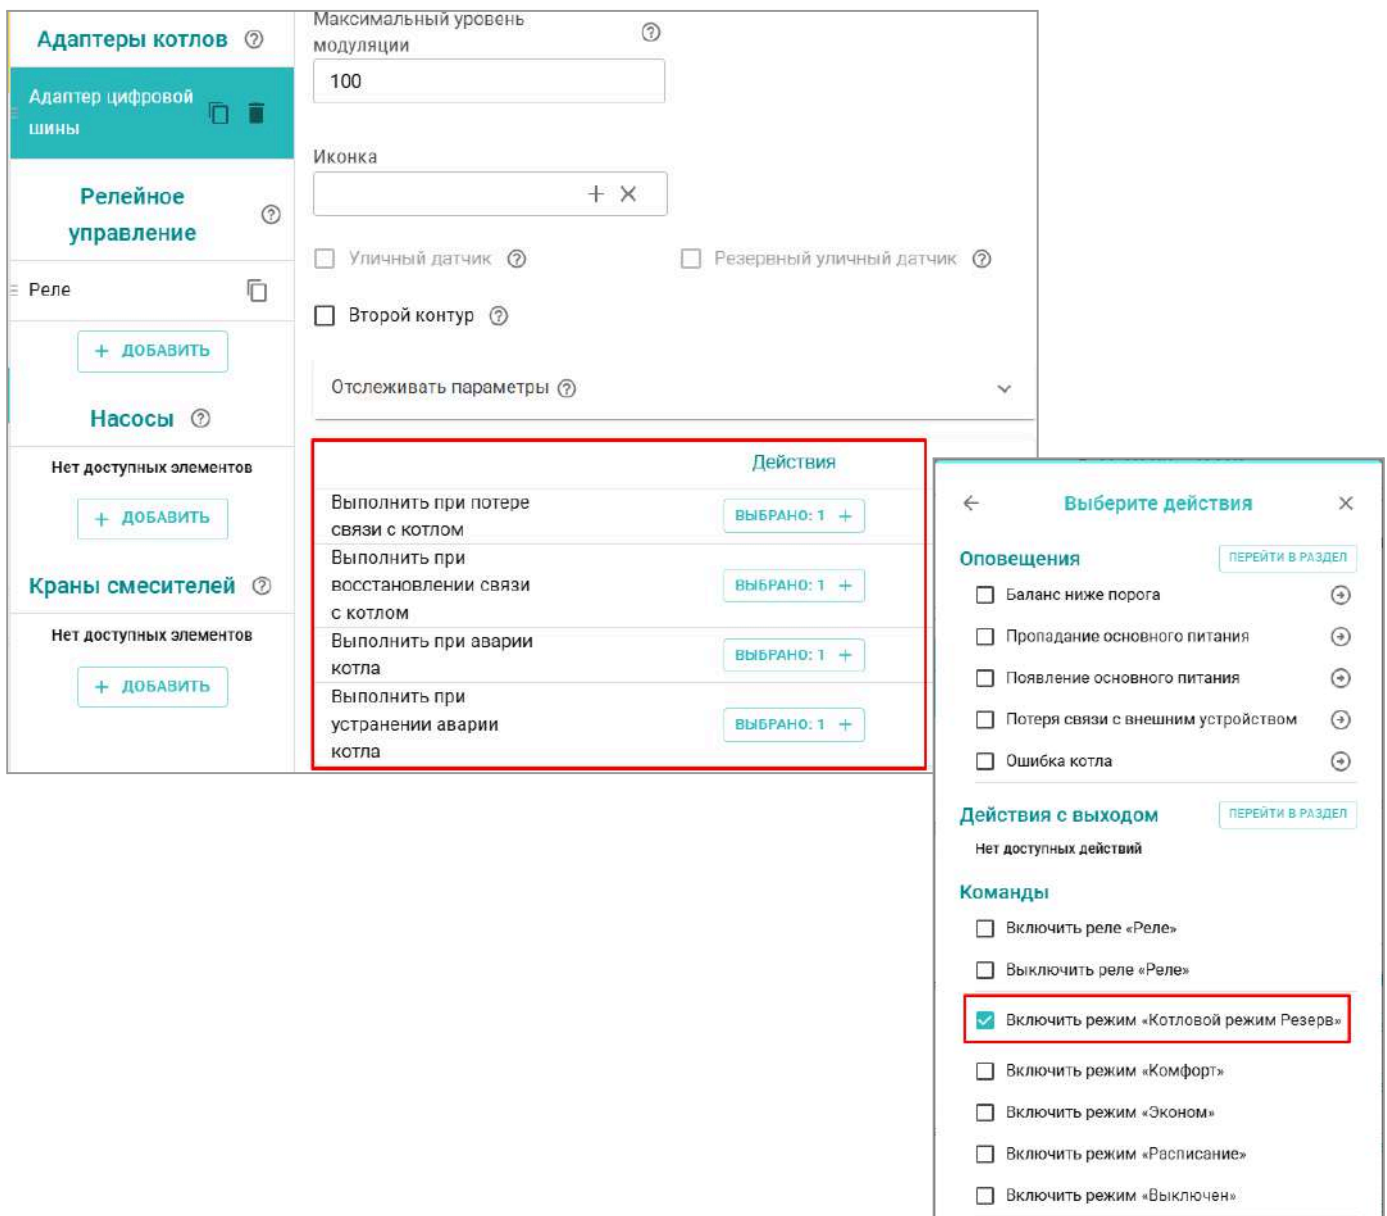 Адаптеры котлов
Адаптер цифровой
шины
Релейное
управление
Реле
+ ДОБАВИТЬ
Насосы
Нет доступных элементов
+ ДОБАВИТЬ
Краны смесителей
Нет доступных элементов
+ ДОБАВИТЬ
Максимальный уровень
модуляции
100
Иконка
Уличный датчик
Резервный уличный датчик
Второй контур
Отслеживать параметры
Действия
Выполнить при потере
связи с котлом
ВЫБРАНО: 1 +
Выполнить при
восстановлении связи
с котлом
ВЫБРАНО: 1 +
Выполнить при аварии
котла
ВЫБРАНО: 1 +
Выполнить при
устранении аварии
котла
ВЫБРАНО: 1 +
Выберите действия
Оповещения
ПЕРЕЙТИ В РАЗДЕЛ
Баланс ниже порога
Пропадание основного питания
Появление основного питания
Потеря связи с внешним устройством
Ошибка котла
Действия с выходом
ПЕРЕЙТИ В РАЗДЕЛ
Нет доступных действий
Команды
Включить реле «Реле»
Выключить реле «Реле»
Включить режим «Котловой режим Резерв»
Включить режим «Комфорт»
Включить режим «Эконом»
Включить режим «Расписание»
Включить режим «Выключен»